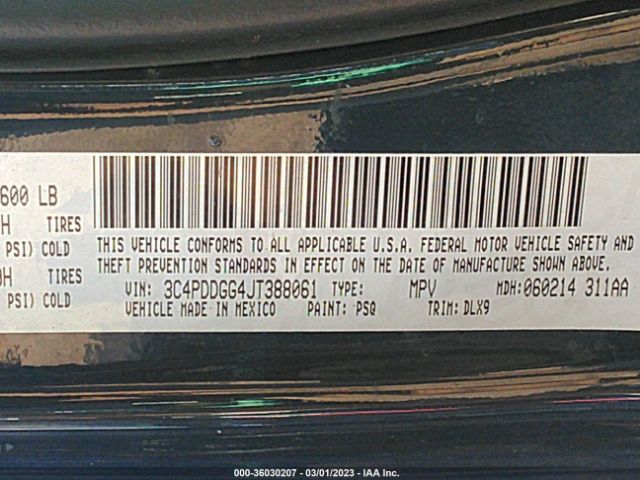 600 LB
H TIRES
PSI) COLD
0H TIRES
PSI) COLD
THIS VEHICLE CONFORMS TO ALL APPLICABLE U.S.A. FEDERAL MOTOR VEHICLE SAFETY AND
THEFT PREVENTION STANDARDS IN EFFECT ON THE DATE OF MANUFACTURE SHOWN ABOVE.
VIN: 3C4PDDGG4JT388061 TYPE: MPV MDH: 060214 311AA
VEHICLE MADE IN MEXICO PAINT: PSQ TRIM: DLX9
000-36030207 - 03/01/2023 - IAA Inc.